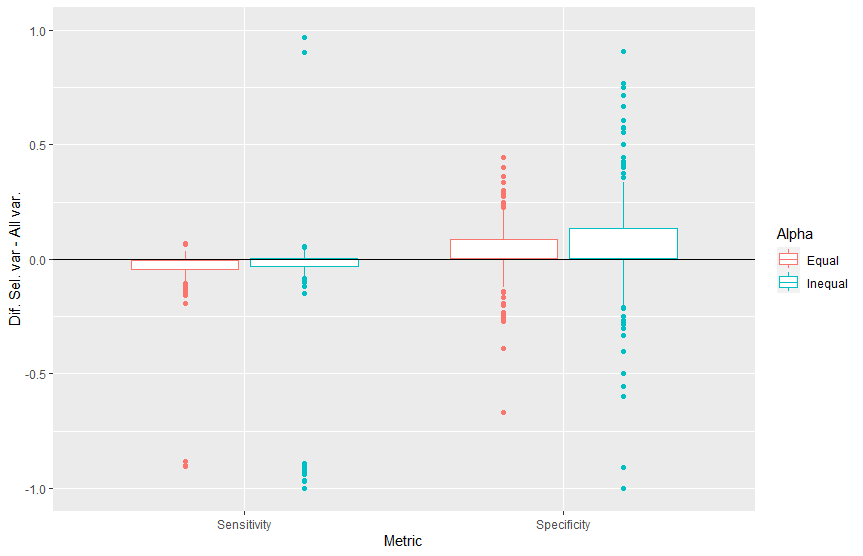 Dif. Sel. var - All var.
1.0
0.5
0.0
-0.5
-1.0
Sensitivity
Specificity
Metric
Alpha
Equal
Inequal